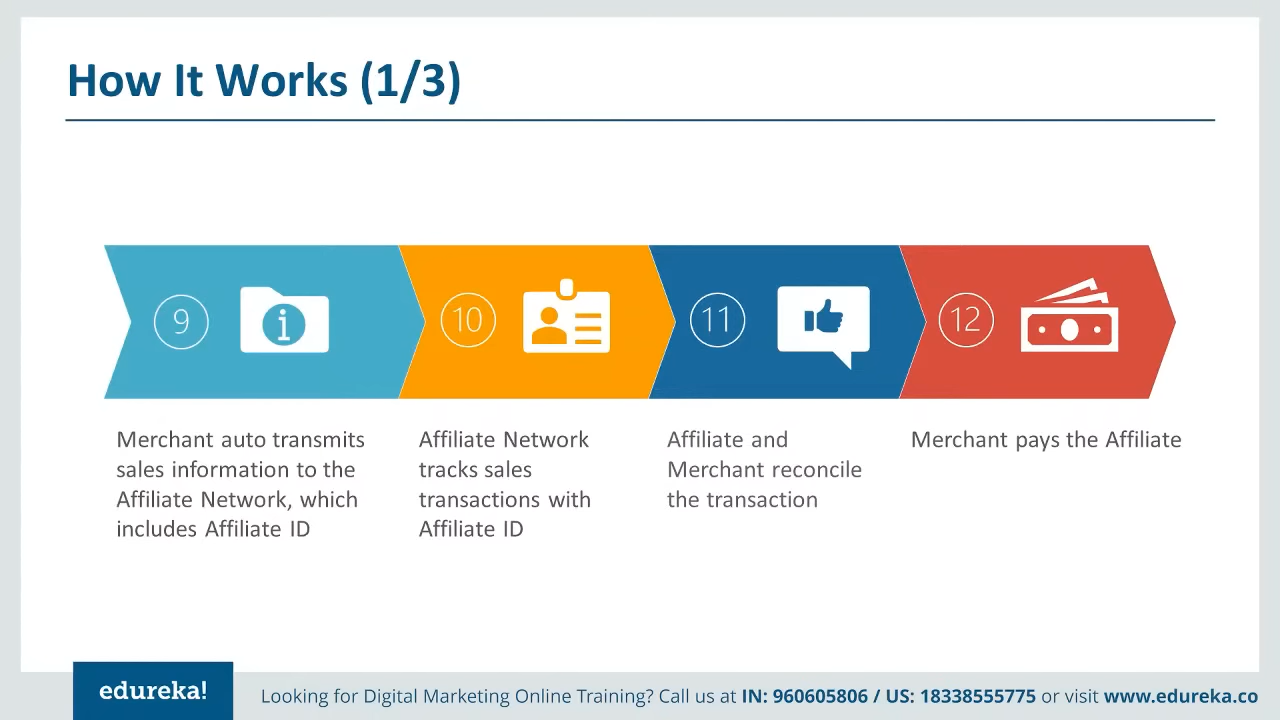 How It Works (1/3)
9
10
11
12
Merchant auto transmits
sales information to the
Affiliate Network, which
includes Affiliate ID
Affiliate Network
tracks sales
transactions with
Affiliate ID
Affiliate and
Merchant reconcile
the transaction
Merchant pays the Affiliate
edureka!
Looking for Digital Marketing Online Training? Call us at IN: 960605806 / US: 18338555775 or visit www.edureka.co